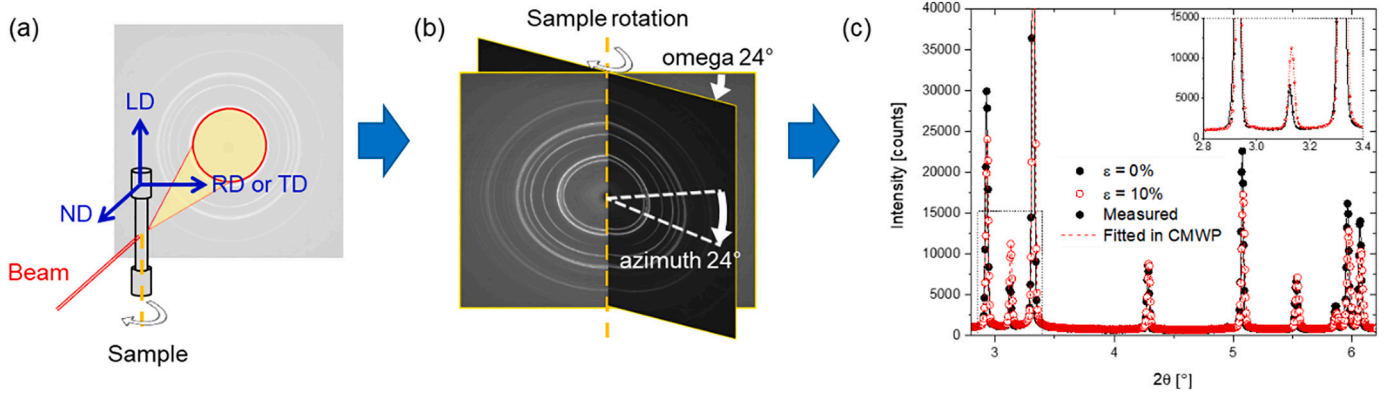 (a)
LD
RD or TD
ND
Beam
Sample
(b)
Sample rotation
omega 24°
azimuth 24°
(c)
Intensity [counts]
40000
35000
30000
25000
20000
15000
10000
5000
0
3
4
5
6
2θ [°]
ε = 0%
ε = 10%
Measured
Fitted in CMWP
15000
10000
5000
0
2.8
3.0
3.2
3.4